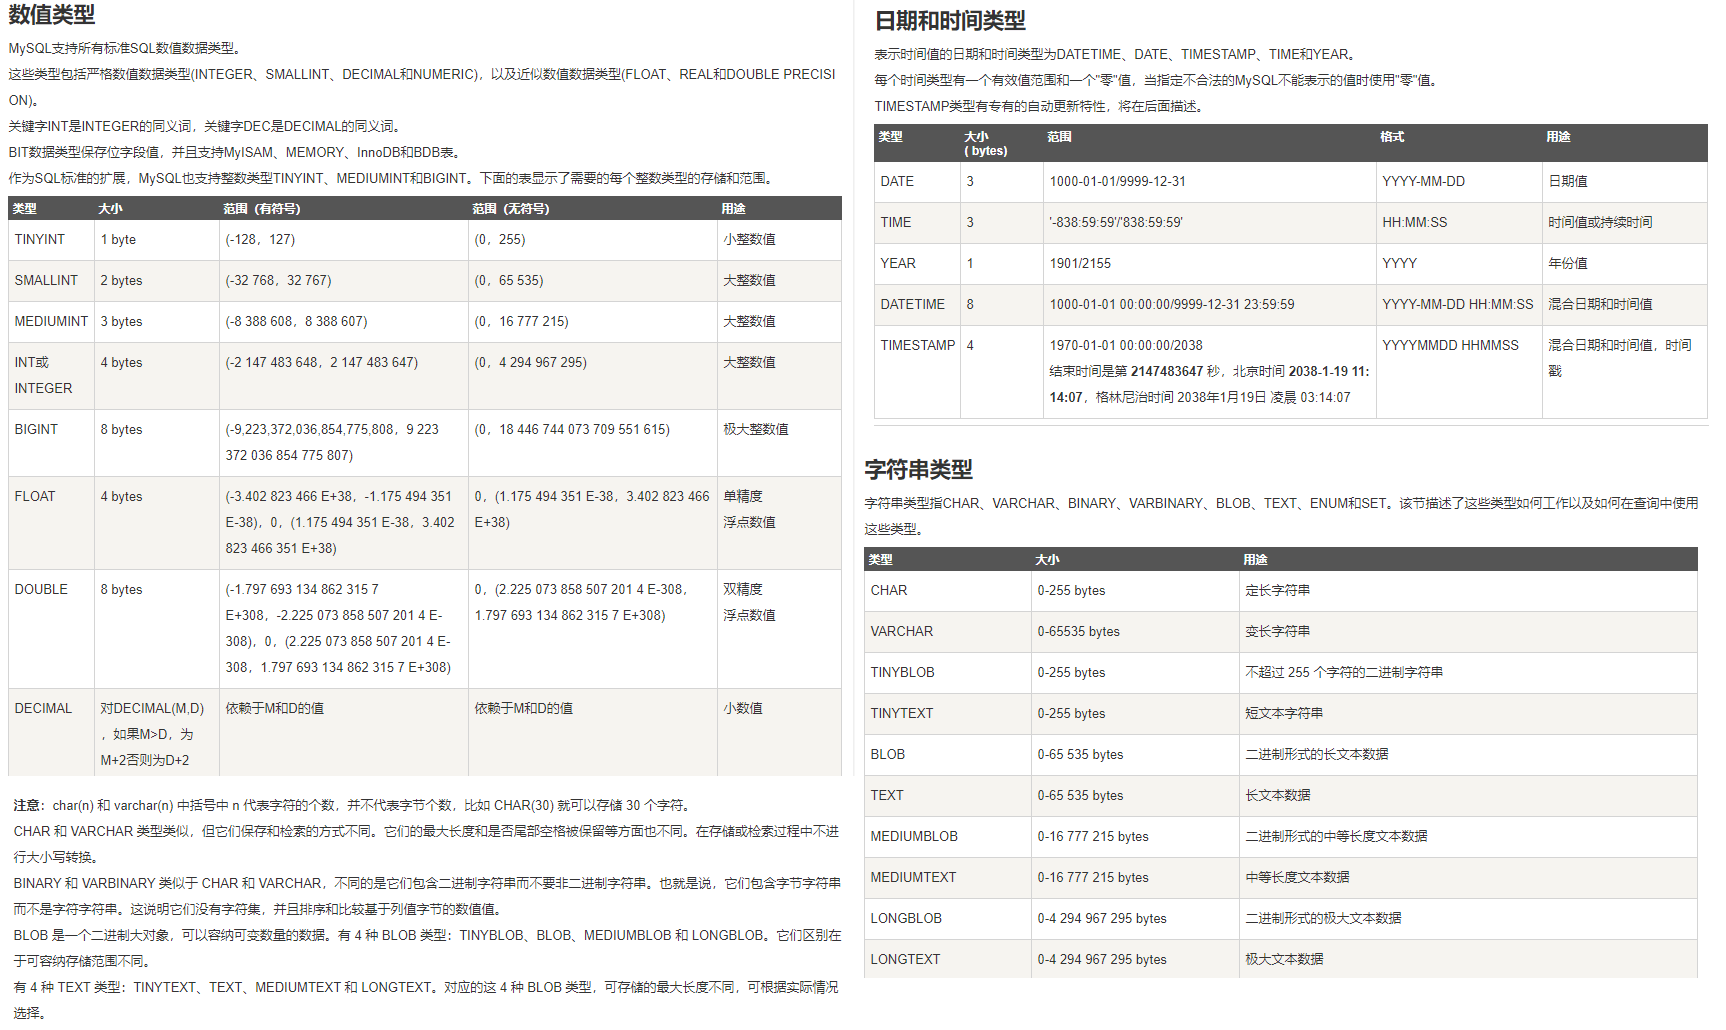 数值类型
MySQL支持所有标准SQL数值数据类型。
这些类型包括严格数值数据类型(INTEGER、SMALLINT、DECIMAL和NUMERIC)，以及近似数值数据类型(FLOAT、REAL和DOUBLE PRECISI
ON)。
关键字INT是INTEGER的同义词，关键字DEC是DECIMAL的同义词。
BIT数据类型保存位字段值，并且支持MyISAM、MEMORY、InnoDB和BDB表。
作为SQL标准的扩展，MySQL也支持整数类型TINYINT、MEDIUMINT和BIGINT。下面的表显示了需要的每个整数类型的存储和范围。
类型 大小 范围（有符号） 范围（无符号） 用途
TINYINT 1 byte (-128，127) (0，255) 小整数值
SMALLINT 2 bytes (-32 768，32 767) (0，65 535) 大整数值
MEDIUMINT 3 bytes (-8 388 608，8 388 607) (0，16 777 215) 大整数值
INT或 4 bytes (-2 147 483 648，2 147 483 647) (0，4 294 967 295) 大整数值
INTEGER
BIGINT 8 bytes (-9,223,372,036,854,775,808，9 223 (0，18 446 744 073 709 551 615) 极大整数值
372 036 854 775 807)
FLOAT 4 bytes (-3.402 823 466 E+38，-1.175 494 351 0，(1.175 494 351 E-38，3.402 823 466 单精度
E-38)，0，(1.175 494 351 E-38，3.402 E+38) 浮点数值
823 466 351 E+38)
DOUBLE 8 bytes (-1.797 693 134 862 315 7 0，(2.225 073 858 507 201 4 E-308， 双精度
E+308，-2.225 073 858 507 201 4 E- 1.797 693 134 862 315 7 E+308) 浮点数值
308)，0，(2.225 073 858 507 201 4 E-
308，1.797 693 134 862 315 7 E+308)
DECIMAL 对DECIMAL(M,D) 依赖于M和D的值 依赖于M和D的值 小数值
，如果M>D，为
M+2否则为D+2
注意：char(n) 和 varchar(n) 中括号中 n 代表字符的个数，并不代表字节个数，比如 CHAR(30) 就可以存储 30 个字符。
CHAR 和 VARCHAR 类型类似，但它们保存和检索的方式不同。它们的最大长度和是否尾部空格被保留等方面也不同。在存储或检索过程中不进
行大小写转换。
BINARY 和 VARBINARY 类似于 CHAR 和 VARCHAR，不同的是它们包含二进制字符串而不要非二进制字符串。也就是说，它们包含字节字符串
而不是字符字符串。这说明它们没有字符集，并且排序和比较基于列值字节的数值值。
BLOB 是一个二进制大对象，可以容纳可变数量的数据。有 4 种 BLOB 类型：TINYBLOB、BLOB、MEDIUMBLOB 和 LONGBLOB。它们区别在
于可容纳存储范围不同。
有 4 种 TEXT 类型：TINYTEXT、TEXT、MEDIUMTEXT 和 LONGTEXT。对应的这 4 种 BLOB 类型，可存储的最大长度不同，可根据实际情况
选择。
日期和时间类型
表示时间值的日期和时间类型为DATETIME、DATE、TIMESTAMP、TIME和YEAR。
每个时间类型有一个有效值范围和一个"零"值，当指定不合法的MySQL不能表示的值时使用"零"值。
TIMESTAMP类型有专有的自动更新特性，将在后面描述。
类型 大小 范围 格式 用途
( bytes)
DATE 3 1000-01-01/9999-12-31 YYYY-MM-DD 日期值
TIME 3 '-838:59:59'/'838:59:59' HH:MM:SS 时间值或持续时间
YEAR 1 1901/2155 YYYY 年份值
DATETIME 8 1000-01-01 00:00:00/9999-12-31 23:59:59 YYYY-MM-DD HH:MM:SS 混合日期和时间值
TIMESTAMP 4 1970-01-01 00:00:00/2038 YYYYMMDD HHMMSS 混合日期和时间值，时间
结束时间是第 2147483647 秒，北京时间 2038-1-19 11: 戳
14:07，格林尼治时间 2038年1月19日 凌晨 03:14:07
字符串类型
字符串类型指CHAR、VARCHAR、BINARY、VARBINARY、BLOB、TEXT、ENUM和SET。该节描述了这些类型如何工作以及如何在查询中使用
这些类型。
类型 大小 用途
CHAR 0-255 bytes 定长字符串
VARCHAR 0-65535 bytes 变长字符串
TINYBLOB 0-255 bytes 不超过 255 个字符的二进制字符串
TINYTEXT 0-255 bytes 短文本字符串
BLOB 0-65 535 bytes 二进制形式的长文本数据
TEXT 0-65 535 bytes 长文本数据
MEDIUMBLOB 0-16 777 215 bytes 二进制形式的中等长度文本数据
MEDIUMTEXT 0-16 777 215 bytes 中等长度文本数据
LONGBLOB 0-4 294 967 295 bytes 二进制形式的极大文本数据
LONGTEXT 0-4 294 967 295 bytes 极大文本数据